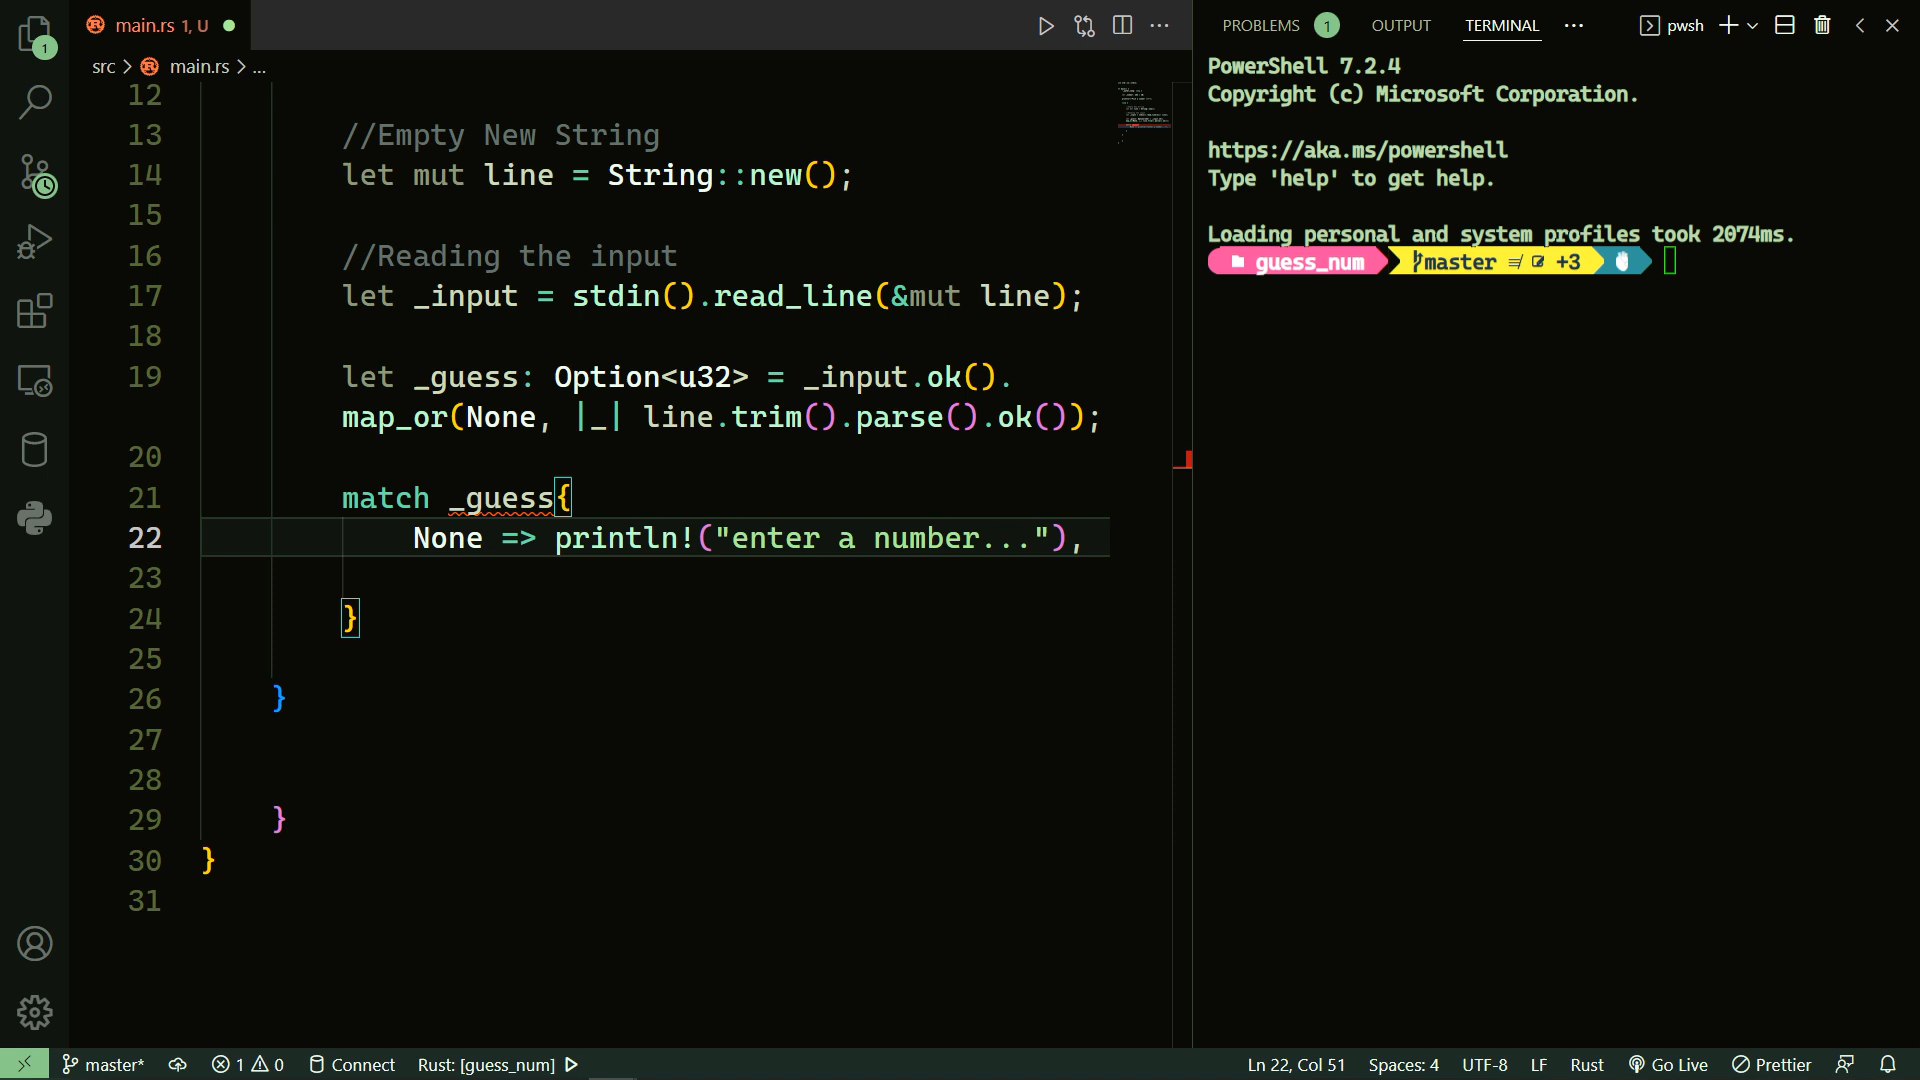 1
main.rs 1, U
src > main.rs > ...
12
13 //Empty New String
14 let mut line = String::new();
15
16 //Reading the input
17 let _input = stdin().read_line(&mut line);
18
19 let _guess: Option<u32> = _input.ok().
map_or(None, |_| line.trim().parse().ok());
20
21 match _guess{
22 None => println!("enter a number..."),
23
24 }
25
26 }
27
28
29 }
30 }
31
PROBLEMS 1 OUTPUT TERMINAL ... pwsh
PowerShell 7.2.4
Copyright (c) Microsoft Corporation.
https://aka.ms/powershell
Type 'help' to get help.
Loading personal and system profiles took 2074ms.
guess_num master +3
master* 1 0 Connect Rust: [guess_num] Ln 22, Col 51 Spaces: 4 UTF-8 LF Rust Go Live Prettier